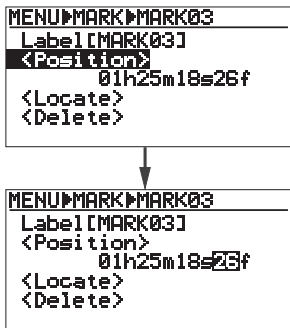 MENU▶MARK▶MARK03
Label[MARK03]
<Position>
01h25m18s26f
<Locate>
<Delete>
MENU▶MARK▶MARK03
Label[MARK03]
<Position>
01h25m18s26f
<Locate>
<Delete>